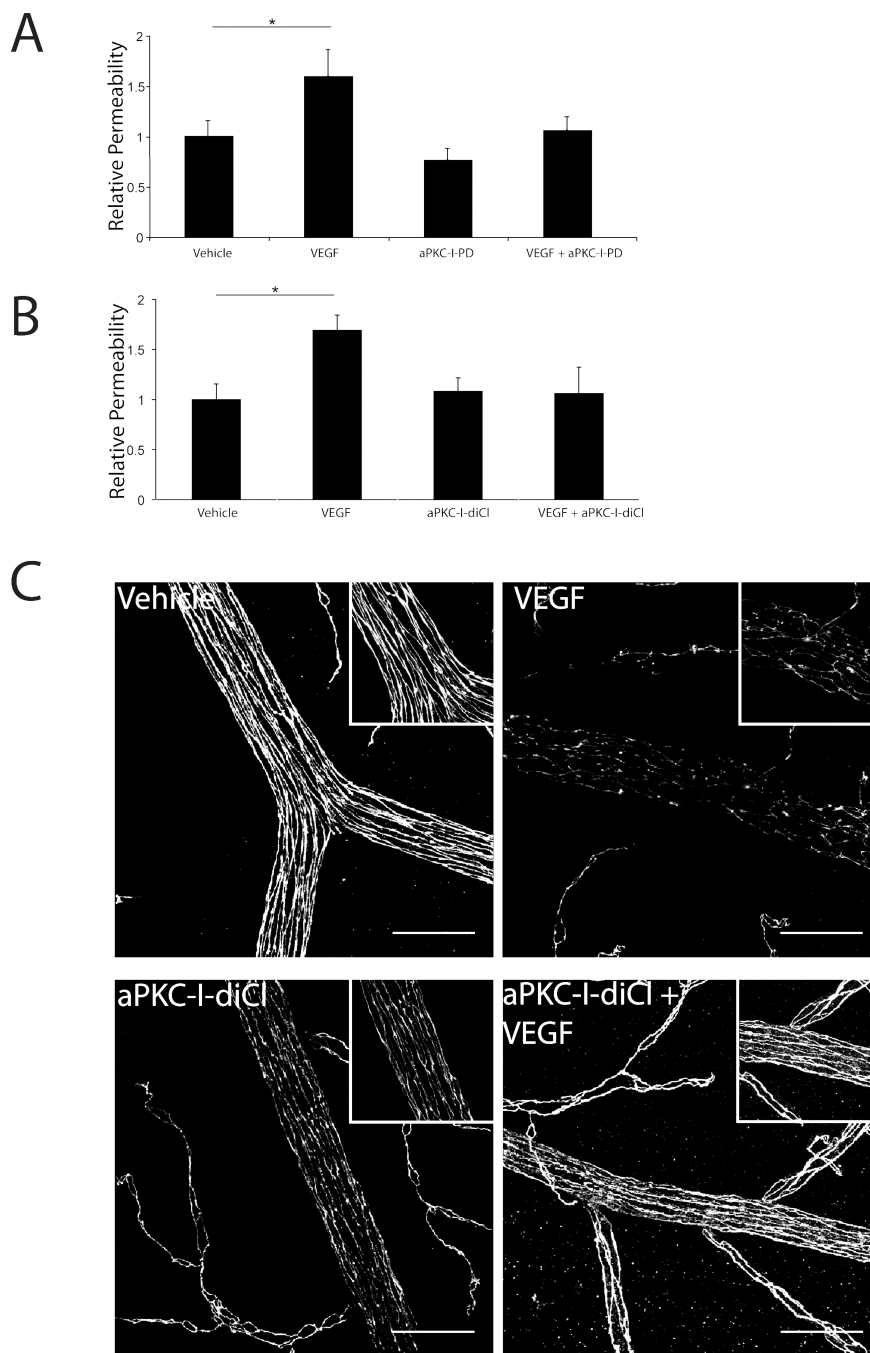 A
*
Relative Permeability
2
1.5
1
0.5
0
Vehicle VEGF aPKC-I-PD VEGF + aPKC-I-PD
B
*
Relative Permeability
2
1.5
1
0.5
0
Vehicle VEGF aPKC-I-diCl VEGF + aPKC-I-diCl
C
Vehicle
VEGF
aPKC-I-diCl
aPKC-I-diCl +
VEGF